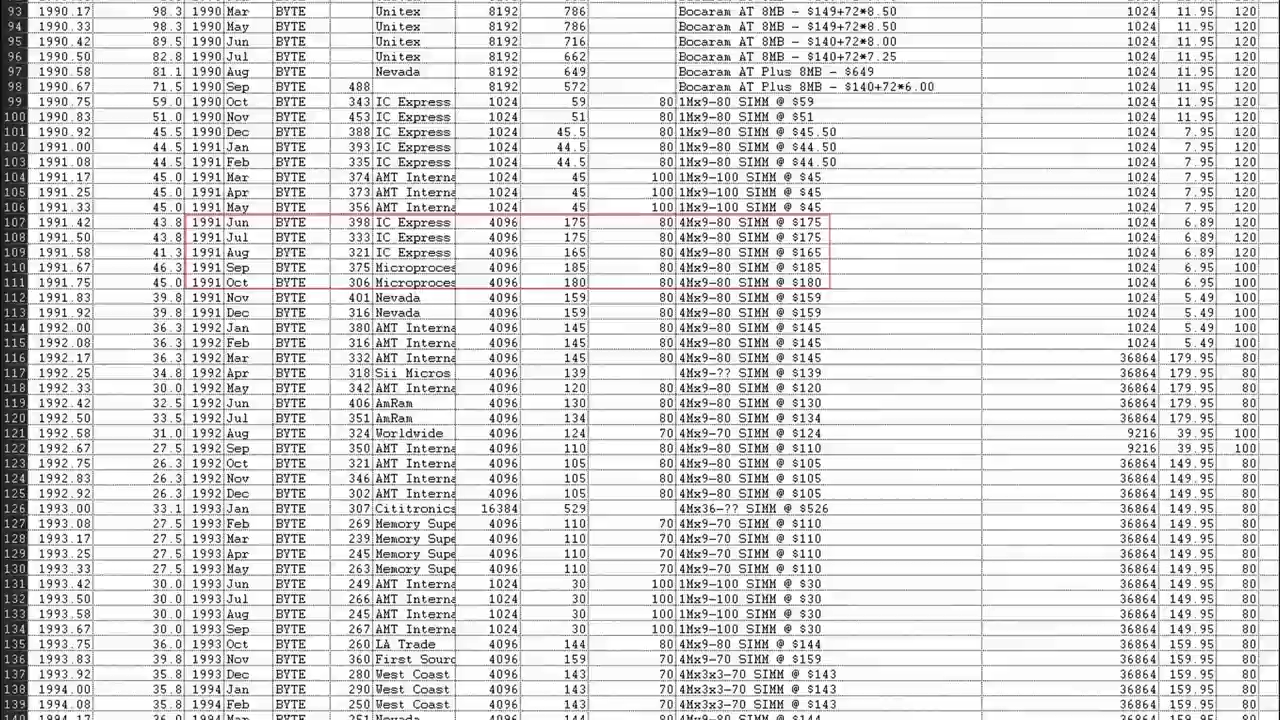 93 1990.17 98.3 1990 Mar BYTE Unitex 8192 786 Bocaram AT 8MB - $149+72*8.50 1024 11.95 120
94 1990.33 98.3 1990 May BYTE Unitex 8192 786 Bocaram AT 8MB - $149+72*8.50 1024 11.95 120
95 1990.42 89.5 1990 Jun BYTE Unitex 8192 716 Bocaram AT 8MB - $140+72*8.00 1024 11.95 120
96 1990.50 82.8 1990 Jul BYTE Unitex 8192 662 Bocaram AT 8MB - $140+72*7.25 1024 11.95 120
97 1990.58 81.1 1990 Aug BYTE Nevada 8192 649 Bocaram AT Plus 8MB - $649 1024 11.95 120
98 1990.67 71.5 1990 Sep BYTE 488 8192 572 Bocaram AT Plus 8MB - $140+72*6.00 1024 11.95 120
99 1990.75 59.0 1990 Oct BYTE 343 IC Express 1024 59 80 1Mx9-80 SIMM @ $59 1024 11.95 120
100 1990.83 51.0 1990 Nov BYTE 453 IC Express 1024 51 80 1Mx9-80 SIMM @ $51 1024 11.95 120
101 1990.92 45.5 1990 Dec BYTE 388 IC Express 1024 45.5 80 1Mx9-80 SIMM @ $45.50 1024 7.95 120
102 1991.00 44.5 1991 Jan BYTE 393 IC Express 1024 44.5 80 1Mx9-80 SIMM @ $44.50 1024 7.95 120
103 1991.08 44.5 1991 Feb BYTE 335 IC Express 1024 44.5 80 1Mx9-80 SIMM @ $44.50 1024 7.95 120
104 1991.17 45.0 1991 Mar BYTE 374 AMT Interna 1024 45 100 1Mx9-100 SIMM @ $45 1024 7.95 120
105 1991.25 45.0 1991 Apr BYTE 373 AMT Interna 1024 45 100 1Mx9-100 SIMM @ $45 1024 7.95 120
106 1991.33 45.0 1991 May BYTE 356 AMT Interna 1024 45 100 1Mx9-100 SIMM @ $45 1024 7.95 120
107 1991.42 43.8 1991 Jun BYTE 398 IC Express 4096 175 80 4Mx9-80 SIMM @ $175 1024 6.89 120
108 1991.50 43.8 1991 Jul BYTE 333 IC Express 4096 175 80 4Mx9-80 SIMM @ $175 1024 6.89 120
109 1991.58 41.3 1991 Aug BYTE 321 IC Express 4096 165 80 4Mx9-80 SIMM @ $165 1024 6.89 120
110 1991.67 46.3 1991 Sep BYTE 375 Microproces 4096 185 80 4Mx9-80 SIMM @ $185 1024 6.95 100
111 1991.75 45.0 1991 Oct BYTE 306 Microproces 4096 180 80 4Mx9-80 SIMM @ $180 1024 6.95 100
112 1991.83 39.8 1991 Nov BYTE 401 Nevada 4096 159 80 4Mx9-80 SIMM @ $159 1024 5.49 100
113 1991.92 39.8 1991 Dec BYTE 316 Nevada 4096 159 80 4Mx9-80 SIMM @ $159 1024 5.49 100
114 1992.00 36.3 1992 Jan BYTE 380 AMT Interna 4096 145 80 4Mx9-80 SIMM @ $145 1024 5.49 100
115 1992.08 36.3 1992 Feb BYTE 316 AMT Interna 4096 145 80 4Mx9-80 SIMM @ $145 1024 5.49 100
116 1992.17 36.3 1992 Mar BYTE 332 AMT Interna 4096 145 80 4Mx9-80 SIMM @ $145 36864 179.95 80
117 1992.25 34.8 1992 Apr BYTE 318 Sii Micros 4096 139 4Mx9-?? SIMM @ $139 36864 179.95 80
118 1992.33 30.0 1992 May BYTE 342 AMT Interna 4096 120 80 4Mx9-80 SIMM @ $120 36864 179.95 80
119 1992.42 32.5 1992 Jun BYTE 406 AmRam 4096 130 80 4Mx9-80 SIMM @ $130 36864 179.95 80
120 1992.50 33.5 1992 Jul BYTE 351 AmRam 4096 134 80 4Mx9-80 SIMM @ $134 36864 179.95 80
121 1992.58 31.0 1992 Aug BYTE 324 Worldwide 4096 124 70 4Mx9-70 SIMM @ $124 9216 39.95 100
122 1992.67 27.5 1992 Sep BYTE 350 AMT Interna 4096 110 80 4Mx9-80 SIMM @ $110 9216 39.95 100
123 1992.75 26.3 1992 Oct BYTE 321 AMT Interna 4096 105 80 4Mx9-80 SIMM @ $105 36864 149.95 80
124 1992.83 26.3 1992 Nov BYTE 346 AMT Interna 4096 105 80 4Mx9-80 SIMM @ $105 36864 149.95 80
125 1992.92 26.3 1992 Dec BYTE 302 AMT Interna 4096 105 80 4Mx9-80 SIMM @ $105 36864 149.95 80
126 1993.00 33.1 1993 Jan BYTE 307 Cititronics 16384 529 4Mx36-?? SIMM @ $526 36864 149.95 80
127 1993.08 27.5 1993 Feb BYTE 269 Memory Supe 4096 110 70 4Mx9-70 SIMM @ $110 36864 149.95 80
128 1993.17 27.5 1993 Mar BYTE 239 Memory Supe 4096 110 70 4Mx9-70 SIMM @ $110 36864 149.95 80
129 1993.25 27.5 1993 Apr BYTE 245 Memory Supe 4096 110 70 4Mx9-70 SIMM @ $110 36864 149.95 80
130 1993.33 27.5 1993 May BYTE 263 Memory Supe 4096 110 70 4Mx9-70 SIMM @ $110 36864 149.95 80
131 1993.42 30.0 1993 Jun BYTE 249 AMT Interna 1024 30 100 1Mx9-100 SIMM @ $30 36864 149.95 80
132 1993.50 30.0 1993 Jul BYTE 266 AMT Interna 1024 30 100 1Mx9-100 SIMM @ $30 36864 149.95 80
133 1993.58 30.0 1993 Aug BYTE 245 AMT Interna 1024 30 100 1Mx9-100 SIMM @ $30 36864 149.95 80
134 1993.67 30.0 1993 Sep BYTE 267 AMT Interna 1024 30 100 1Mx9-100 SIMM @ $30 36864 149.95 80
135 1993.75 36.0 1993 Oct BYTE 260 LA Trade 4096 144 80 4Mx9-80 SIMM @ $144 36864 159.95 80
136 1993.83 39.8 1993 Nov BYTE 360 First Sourc 4096 159 70 4Mx9-70 SIMM @ $159 36864 159.95 80
137 1993.92 35.8 1993 Dec BYTE 280 West Coast 4096 143 70 4Mx3x3-70 SIMM @ $143 36864 159.95 80
138 1994.00 35.8 1994 Jan BYTE 290 West Coast 4096 143 70 4Mx3x3-70 SIMM @ $143 36864 159.95 80
139 1994.08 35.8 1994 Feb BYTE 250 West Coast 4096 143 70 4Mx3x3-70 SIMM @ $143 36864 159.95 80